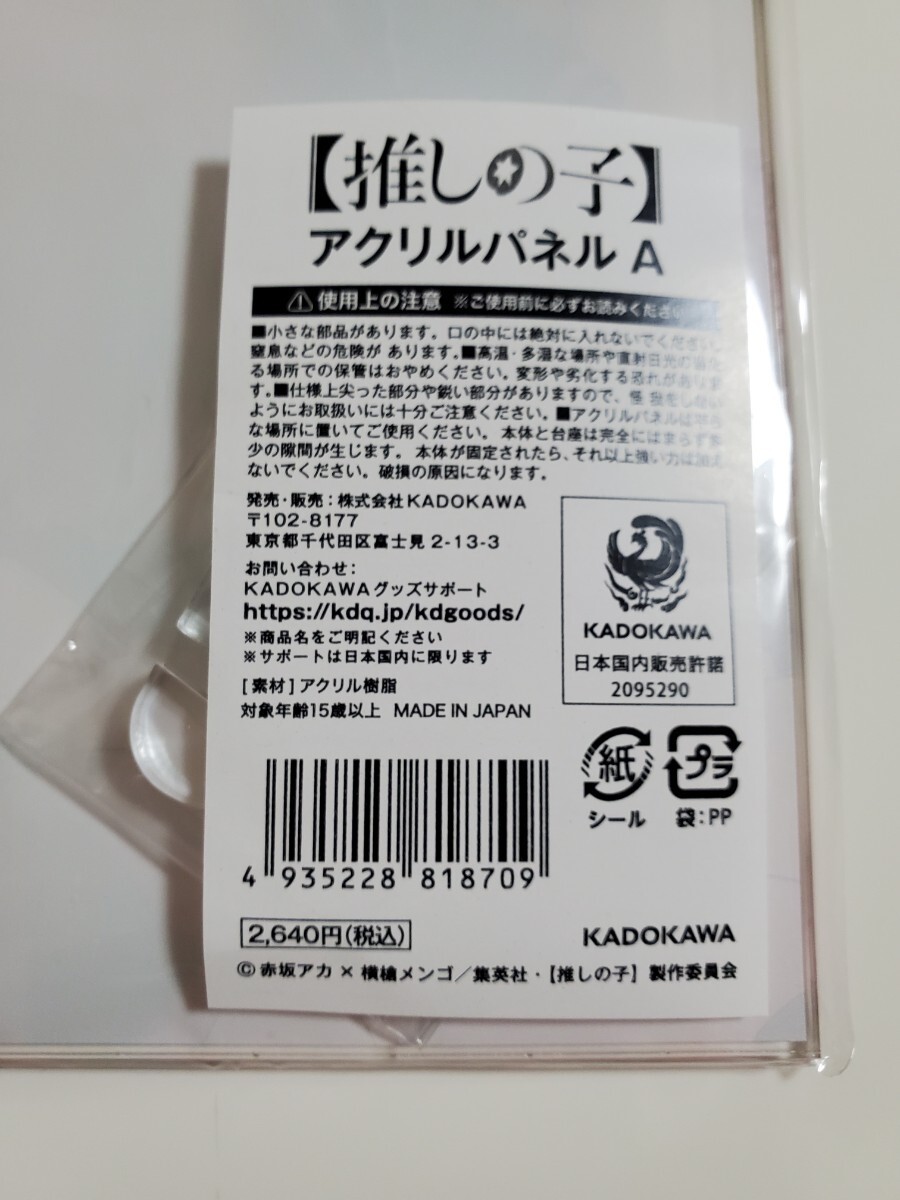 【推しの子】
アクリルパネル A
⚠使用上の注意 ※ご使用前に必ずお読みください
■小さな部品があります。口の中には絶対に入れないでください。
窒息などの危険が あります。■高温・多湿な場所や直射日光の当た
る場所での保管はおやめください。変形や劣化する恐れがありま
す。■仕様上尖った部分や鋭い部分がありますので、怪 我をしない
ようにお取扱いには十分ご注意ください。■アクリルパネルは平ら
な場所に置いてご使用ください。本体と台座は完全にはまらず多
少の隙間が生じます。本体が固定されたら、それ以上強い力は加え
ないでください。破損の原因になります。
発売・販売:株式会社KADOKAWA
〒102-8177
東京都千代田区富士見 2-13-3
お問い合わせ:
KADOKAWAグッズサポート
https://kdq.jp/kdgoods/
※商品名をご明記ください
※サポートは日本国内に限ります
[素材]アクリル樹脂
対象年齢15歳以上 MADE IN JAPAN
KADOKAWA
日本国内販売許諾
2095290
紙
シール
プラ
袋:PP
4 935228 818709
2,640円(税込)
KADOKAWA
© 赤坂アカ × 横槍メンゴ/集英社・【推しの子】製作委員会